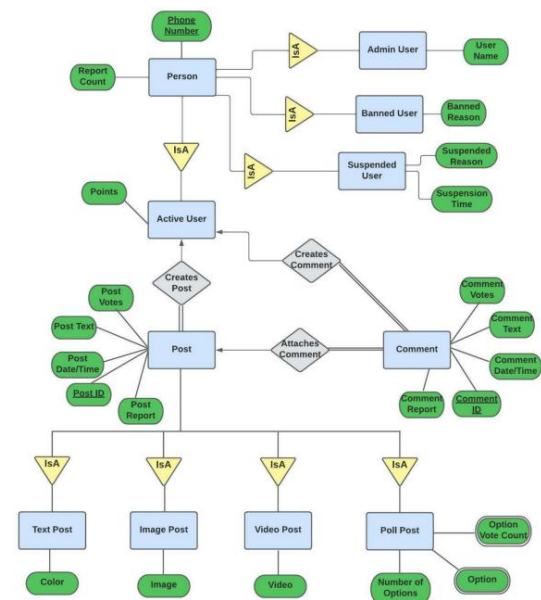 Phone
Number
Report
Count
Person
IsA
Admin User
User
Name
IsA
Banned User
Banned
Reason
IsA
IsA
Suspended
User
Suspended
Reason
Suspension
Time
Points
Active User
Creates
Comment
Creates
Post
Post
Votes
Post Text
Post
Date/Time
Post ID
Post
Report
Post
Attaches
Comment
Comment
Comment
Votes
Comment
Text
Comment
Date/Time
Comment
ID
Comment
Report
IsA
IsA
IsA
IsA
Text Post
Image Post
Video Post
Poll Post
Option
Vote Count
Color
Image
Video
Number of
Options
Option